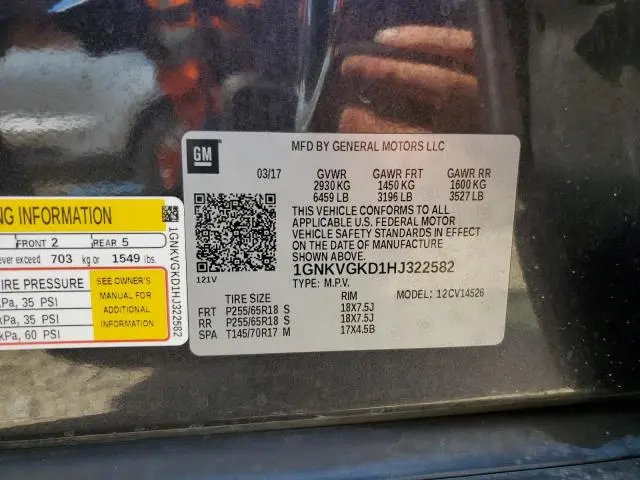 NG INFORMATION
FRONT 2 REAR 5
ever exceed 703 kg or 1549 lbs.
TIRE PRESSURE
kPa, 35 PSI
kPa, 35 PSI
kPa, 60 PSI
SEE OWNER'S
MANUAL FOR
ADDITIONAL
INFORMATION
1GNKVGKD1HJ322582
GM
MFD BY GENERAL MOTORS LLC
03/17 GVWR GAWR FRT GAWR RR
2930 KG 1450 KG 1600 KG
6459 LB 3196 LB 3527 LB
THIS VEHICLE CONFORMS TO ALL
APPLICABLE U.S. FEDERAL MOTOR
VEHICLE SAFETY STANDARDS IN EFFECT
ON THE DATE OF MANUFACTURE
SHOWN ABOVE.
1GNKVGKD1HJ322582
121V
TYPE: M.P.V.
TIRE SIZE RIM MODEL: 12CV14526
FRT P255/65R18 S 18X7.5J
RR P255/65R18 S 18X7.5J
SPA T145/70R17 M 17X4.5B